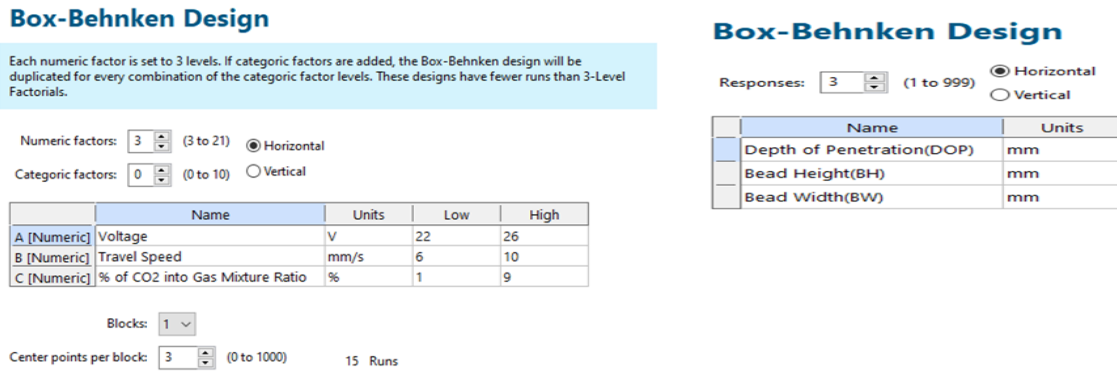 Box-Behnken Design
Each numeric factor is set to 3 levels. If categoric factors are added, the Box-Behnken design will be
duplicated for every combination of the categoric factor levels. These designs have fewer runs than 3-Level
Factorials.
Numeric factors: 3 (3 to 21) Horizontal
Categoric factors: 0 (0 to 10) Vertical
Name Units Low High
A [Numeric] Voltage V 22 26
B [Numeric] Travel Speed mm/s 6 10
C [Numeric] % of CO2 into Gas Mixture Ratio % 1 9
Blocks: 1
Center points per block: 3 (0 to 1000) 15 Runs
Box-Behnken Design
Responses: 3 (1 to 999) Horizontal
Vertical
Name Units
Depth of Penetration(DOP) mm
Bead Height(BH) mm
Bead Width(BW) mm